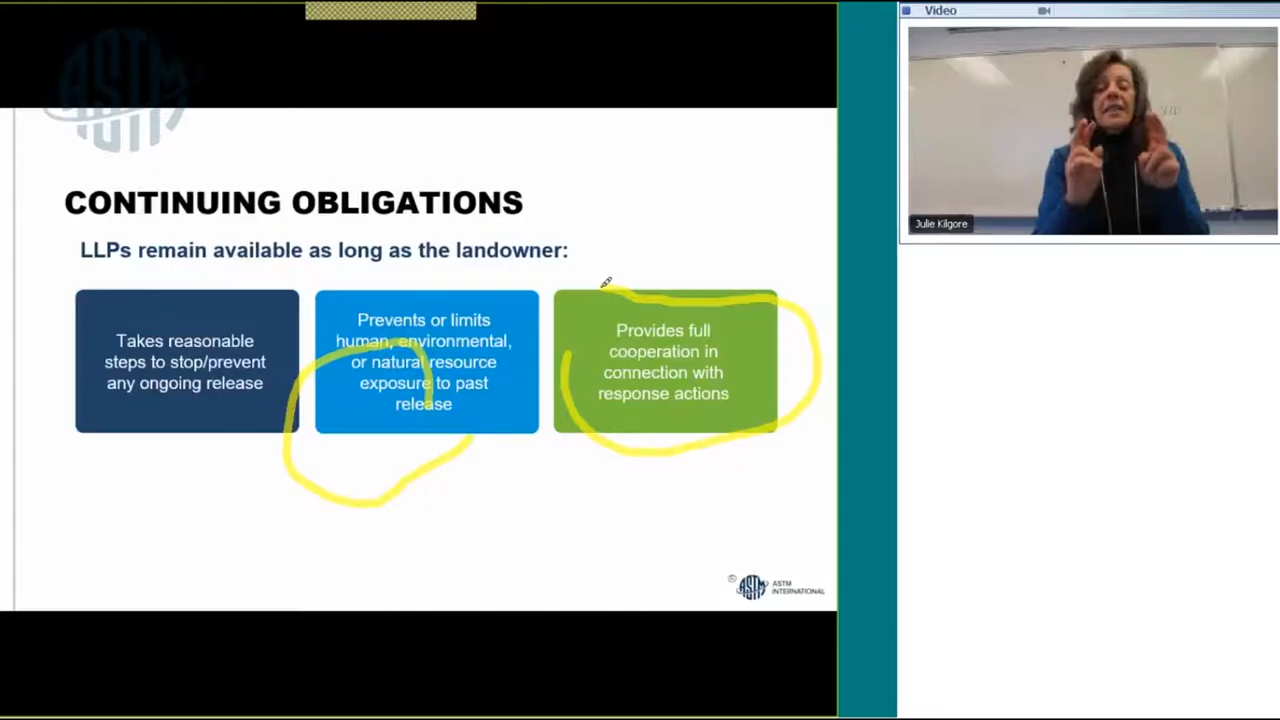 ASTM
CONTINUING OBLIGATIONS
LLPs remain available as long as the landowner:
Takes reasonable
steps to stop/prevent
any ongoing release
Prevents or limits
human, environmental,
or natural resource
exposure to past
release
Provides full
cooperation in
connection with
response actions
©
ASTM
ASTM
INTERNATIONAL
Video
Julie Kilgore